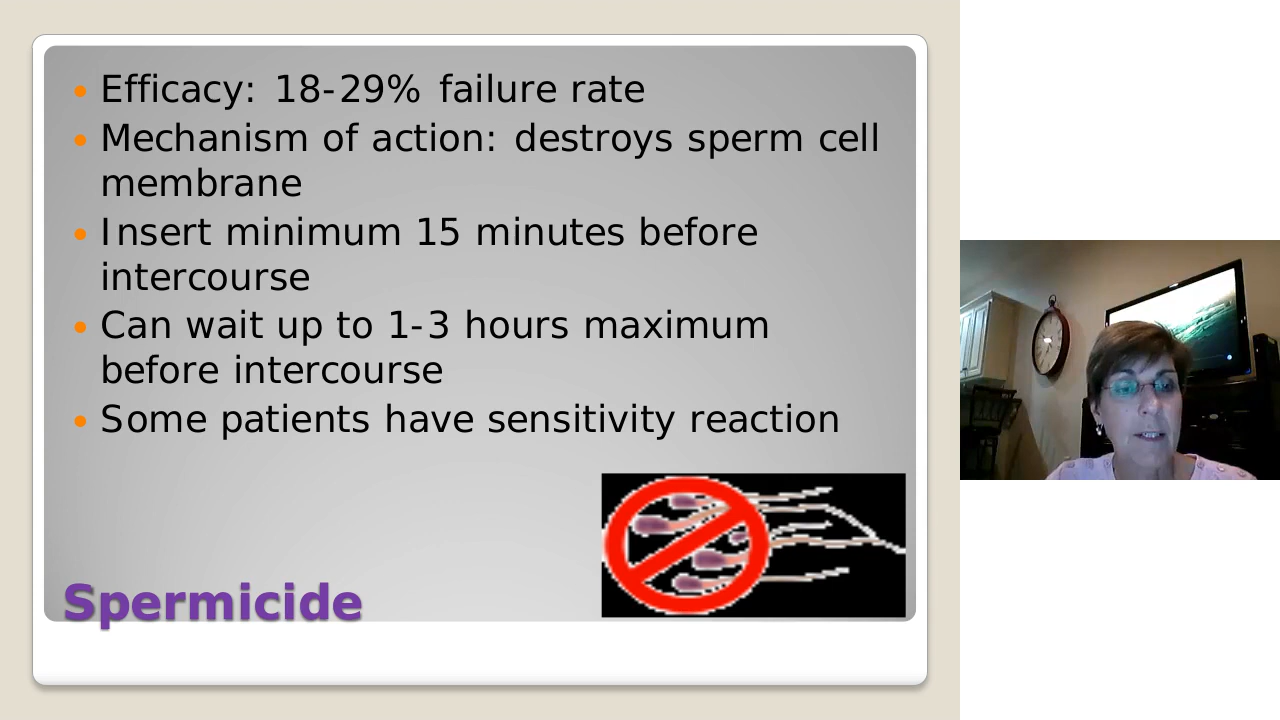 Efficacy: 18-29% failure rate
Mechanism of action: destroys sperm cell
membrane
Insert minimum 15 minutes before
intercourse
Can wait up to 1-3 hours maximum
before intercourse
Some patients have sensitivity reaction
Spermicide